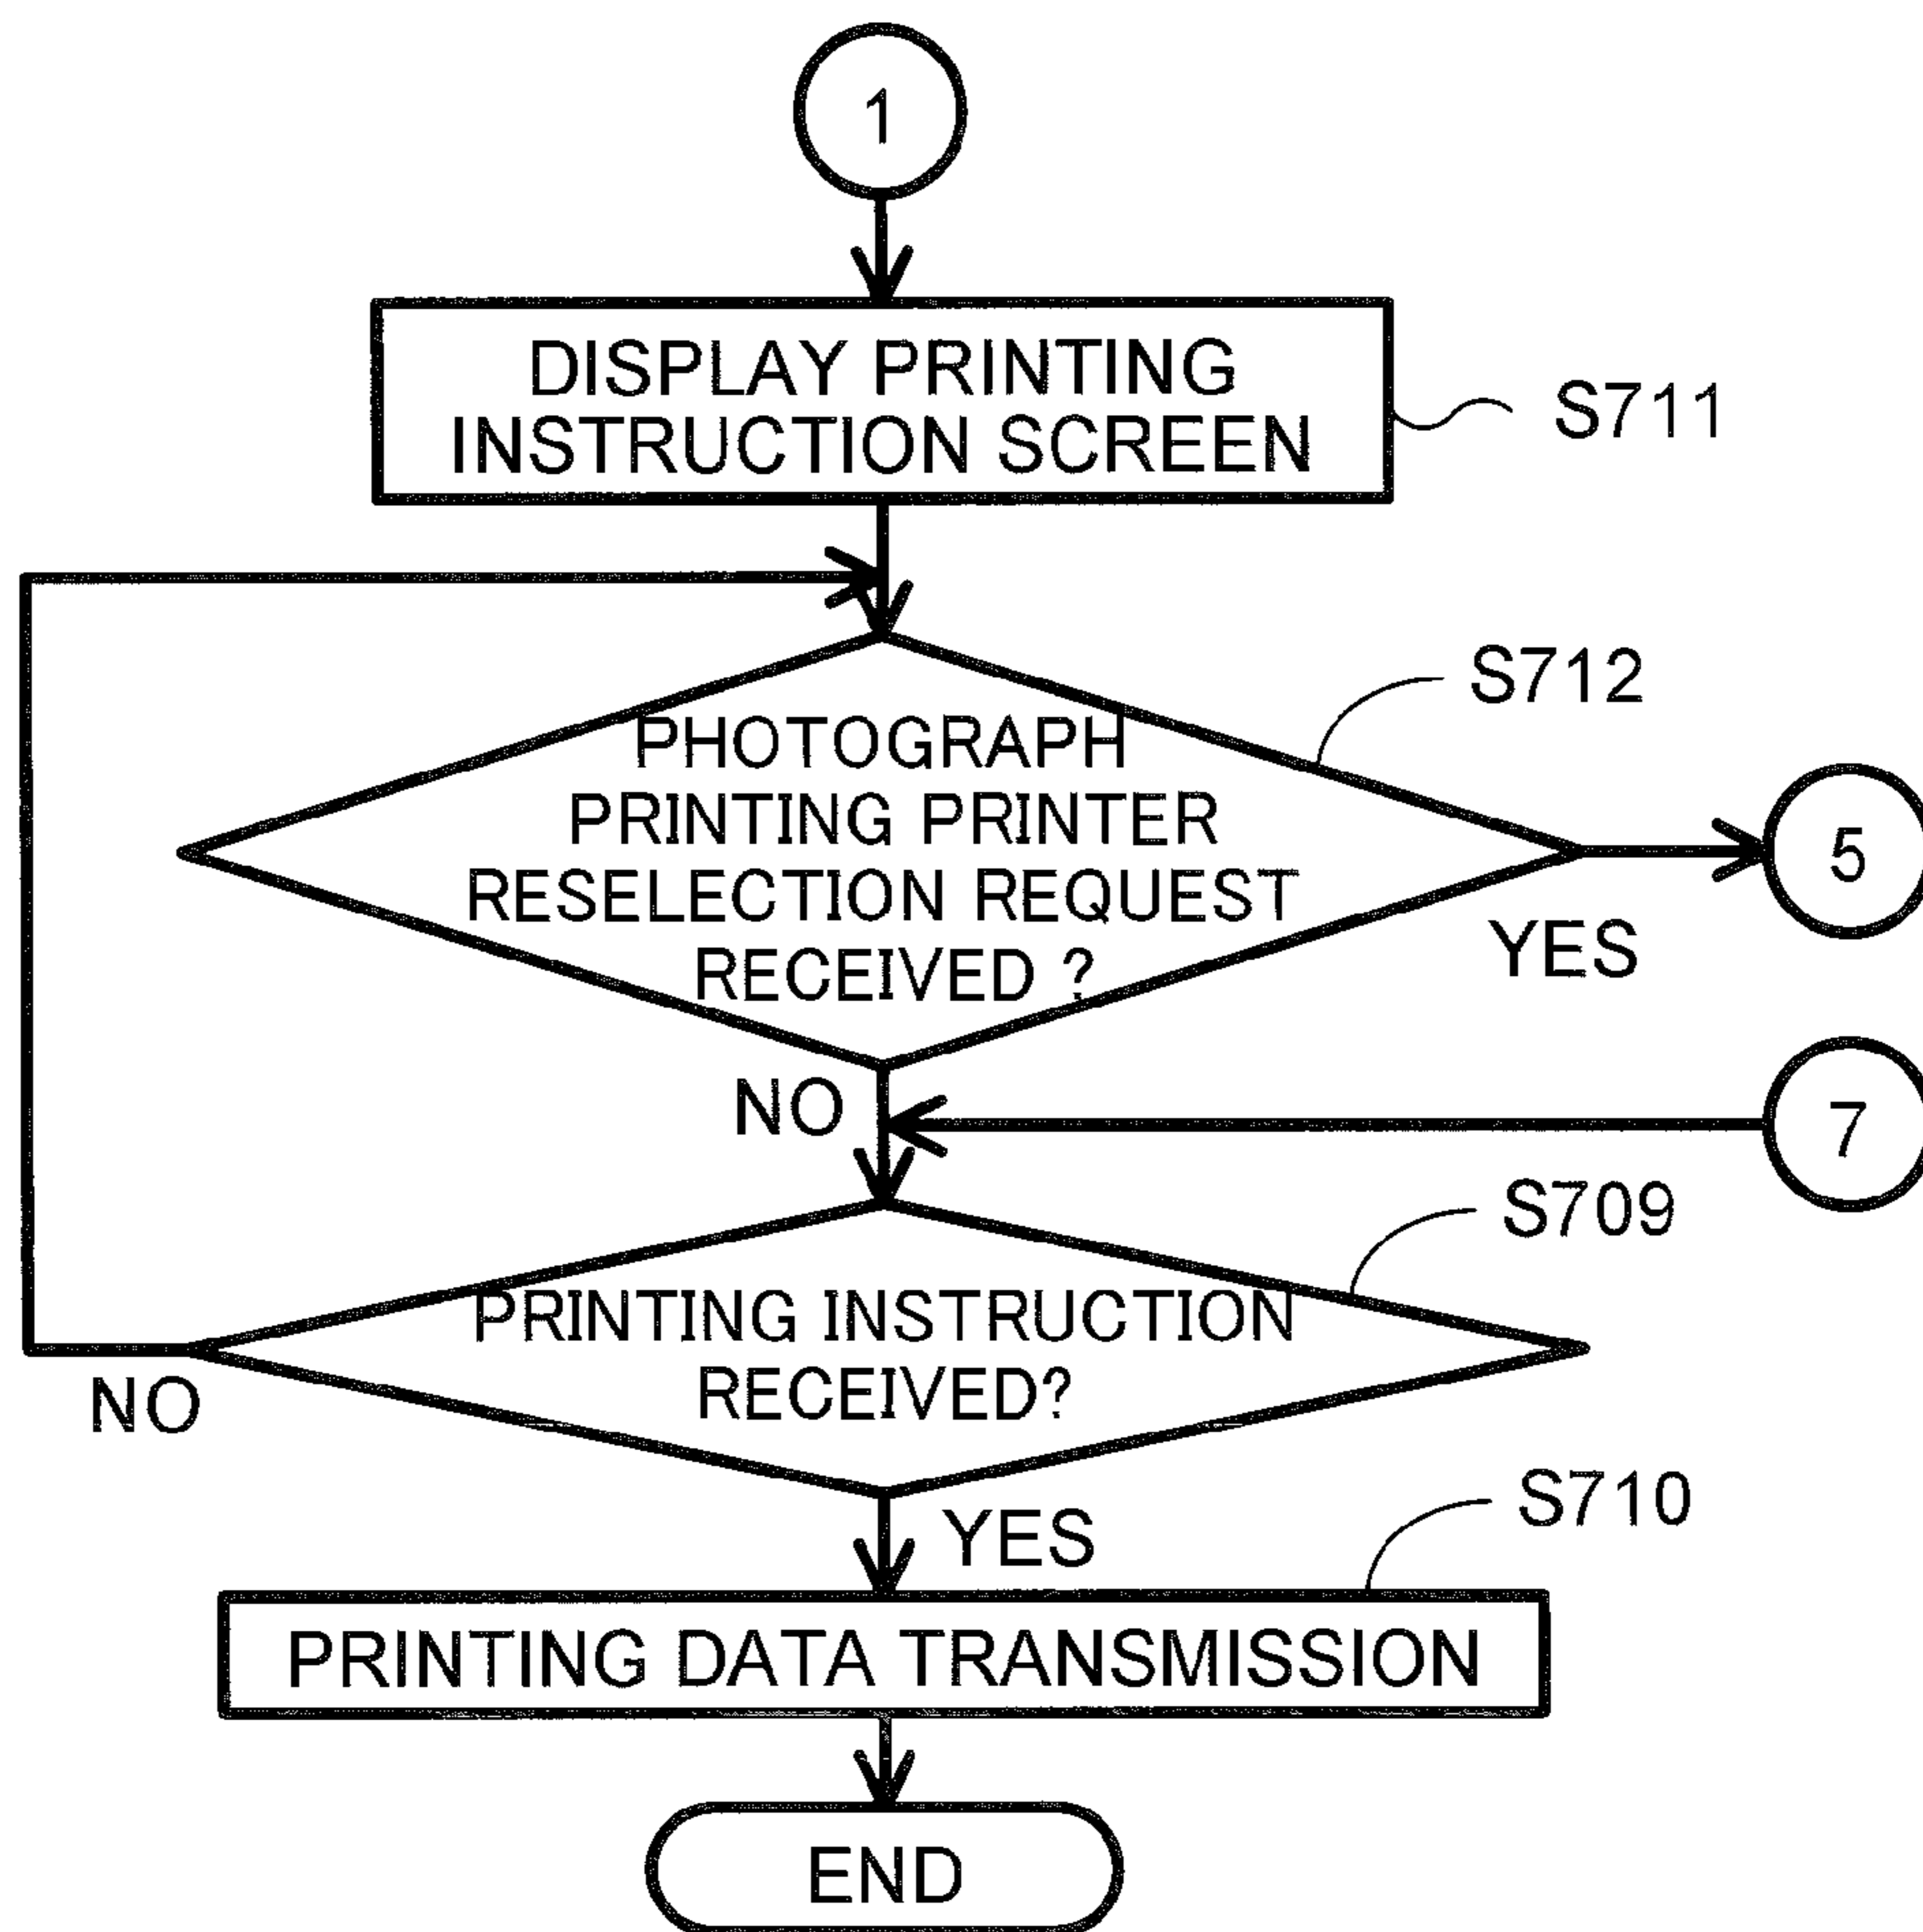 1
DISPLAY PRINTING
INSTRUCTION SCREEN
S711
S712
PHOTOGRAPH
PRINTING PRINTER
RESELECTION REQUEST
RECEIVED ?
5
YES
NO
7
S709
PRINTING INSTRUCTION
RECEIVED?
NO
S710
YES
PRINTING DATA TRANSMISSION
END